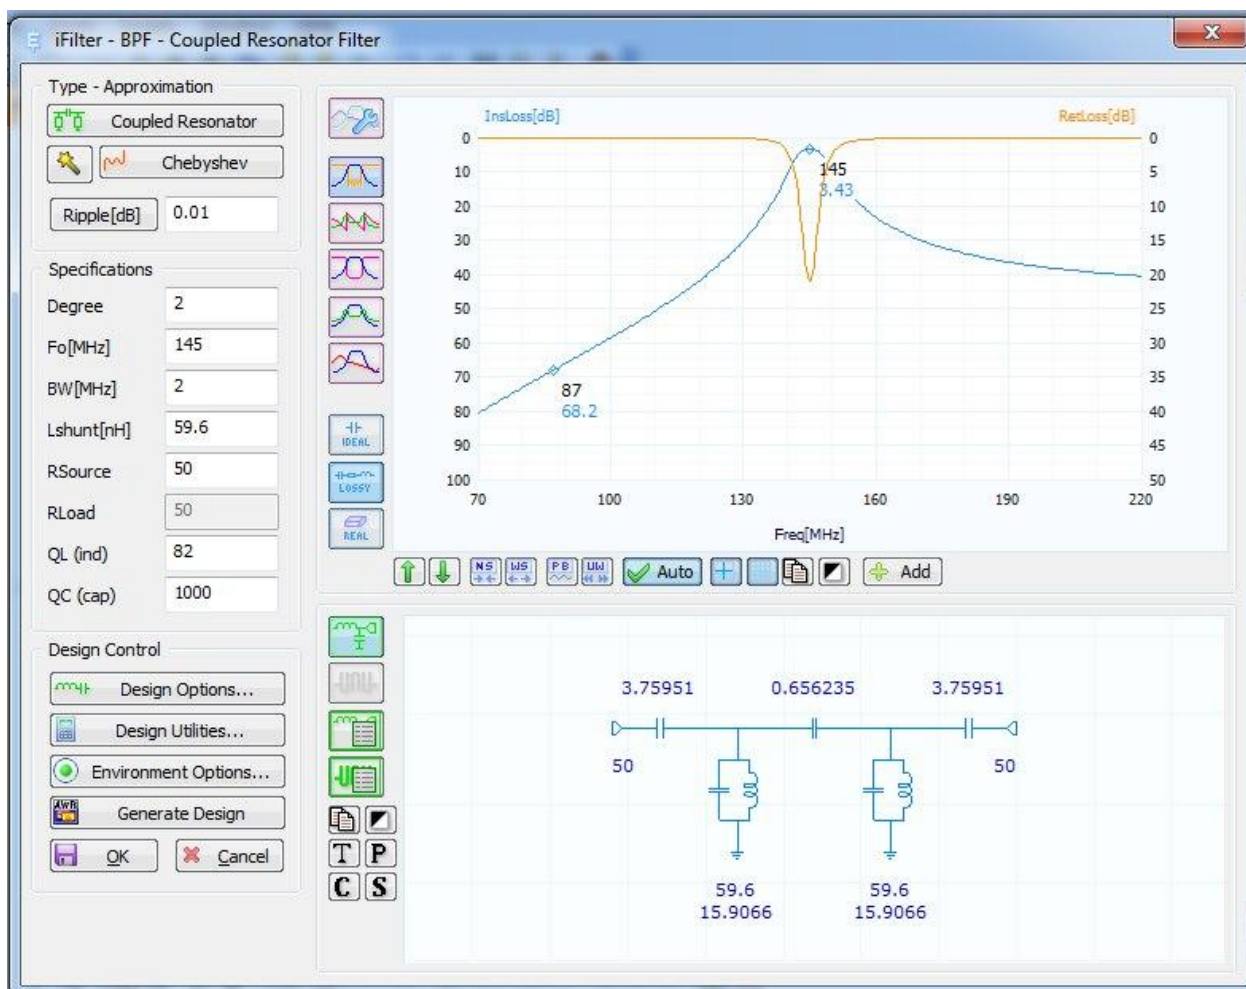 iFilter - BPF - Coupled Resonator Filter
x
Type - Approximation
Coupled Resonator
Chebyshev
Ripple[dB] 0.01
Specifications
Degree 2
Fo[MHz] 145
BW[MHz] 2
Lshunt[nH] 59.6
RSource 50
RLoad 50
QL (ind) 82
QC (cap) 1000
Design Control
Design Options...
Design Utilities...
Environment Options...
AWR Generate Design
OK Cancel
IDEAL
LOSSY
REAL
T P
C S
InsLoss[dB] RetLoss[dB]
0 0
10 5
20 10
30 15
40 20
50 25
60 30
70 35
80 40
90 45
100 50
145
3.43
87
68.2
70 100 130 160 190 220
Freq[MHz]
NS WS PB UW Auto Add
3.75951 0.656235 3.75951
50 50
59.6 59.6
15.9066 15.9066